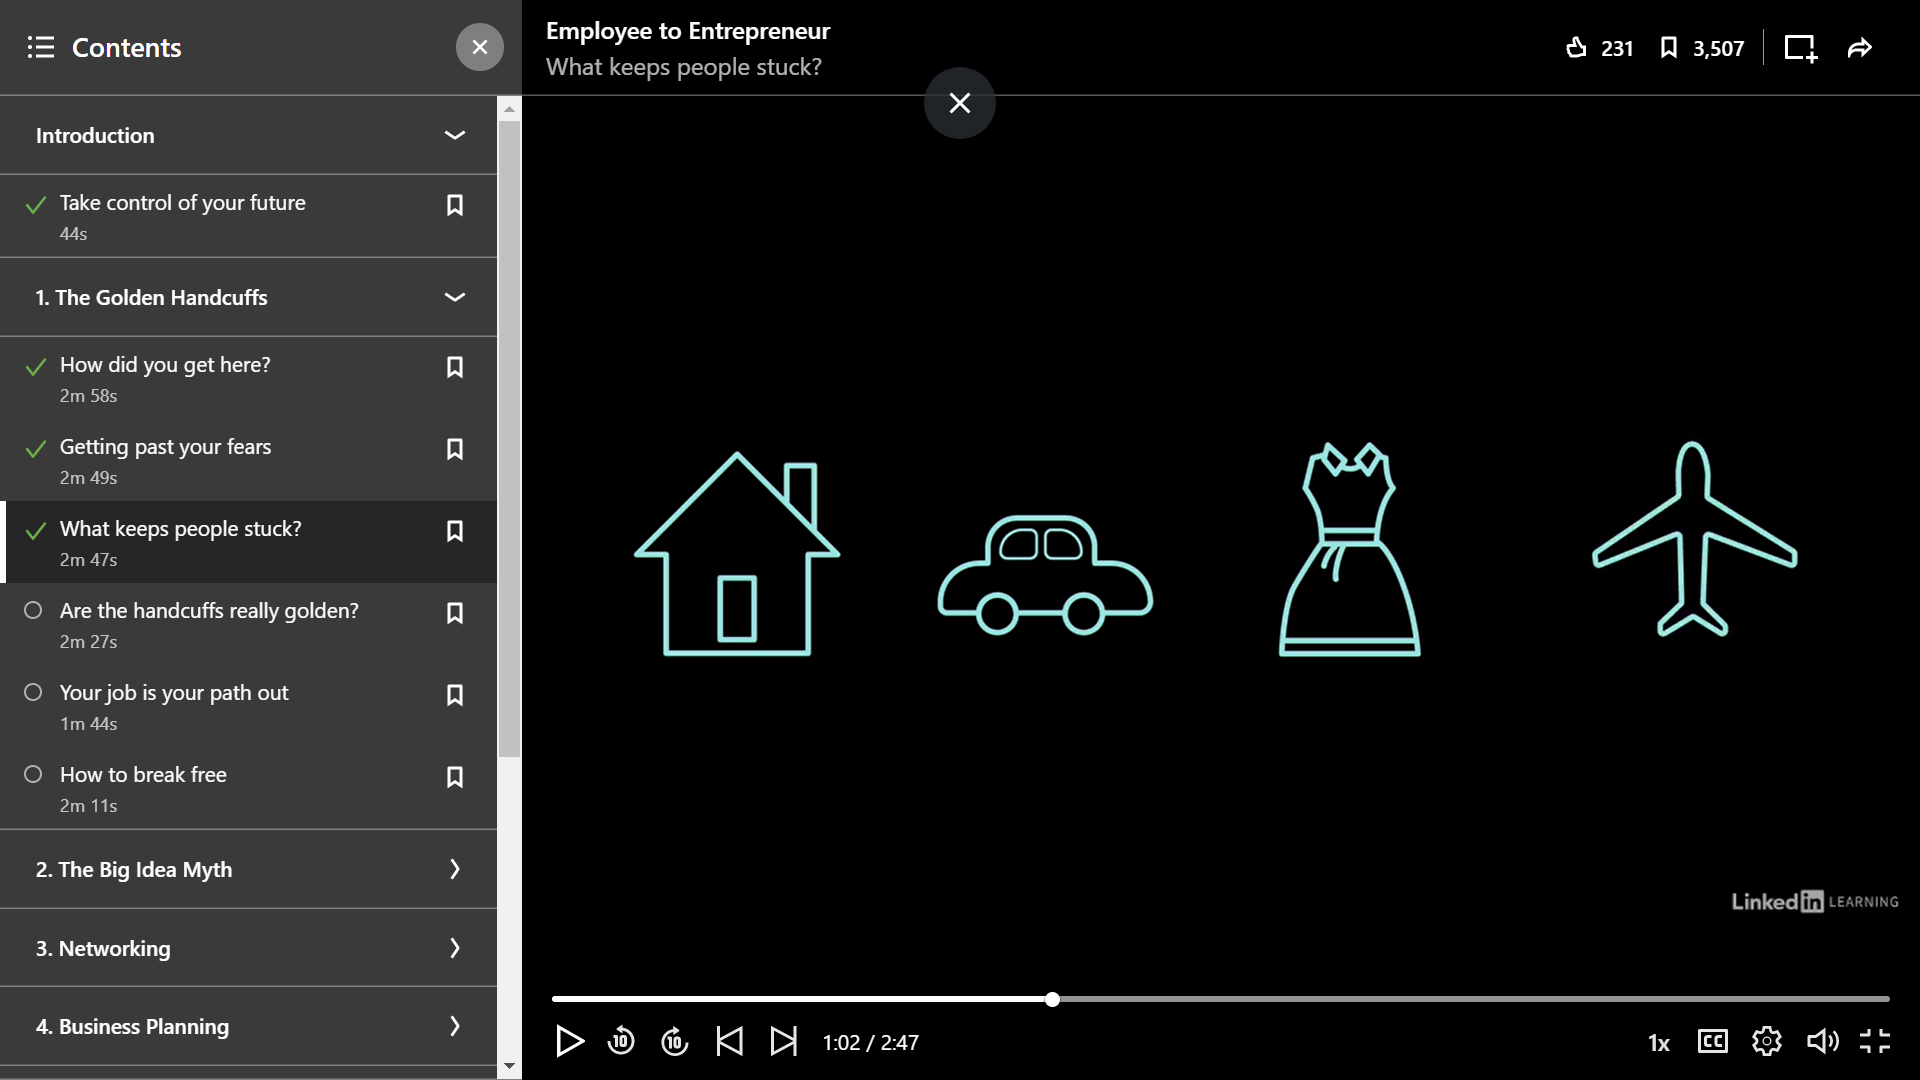 Contents
Introduction
Take control of your future
44s
1. The Golden Handcuffs
How did you get here?
2m 58s
Getting past your fears
2m 49s
What keeps people stuck?
2m 47s
Are the handcuffs really golden?
2m 27s
Your job is your path out
1m 44s
How to break free
2m 11s
2. The Big Idea Myth
3. Networking
4. Business Planning
Employee to Entrepreneur
What keeps people stuck?
231
3,507
Linked in LEARNING
10
10
1:02 / 2:47
1x
CC